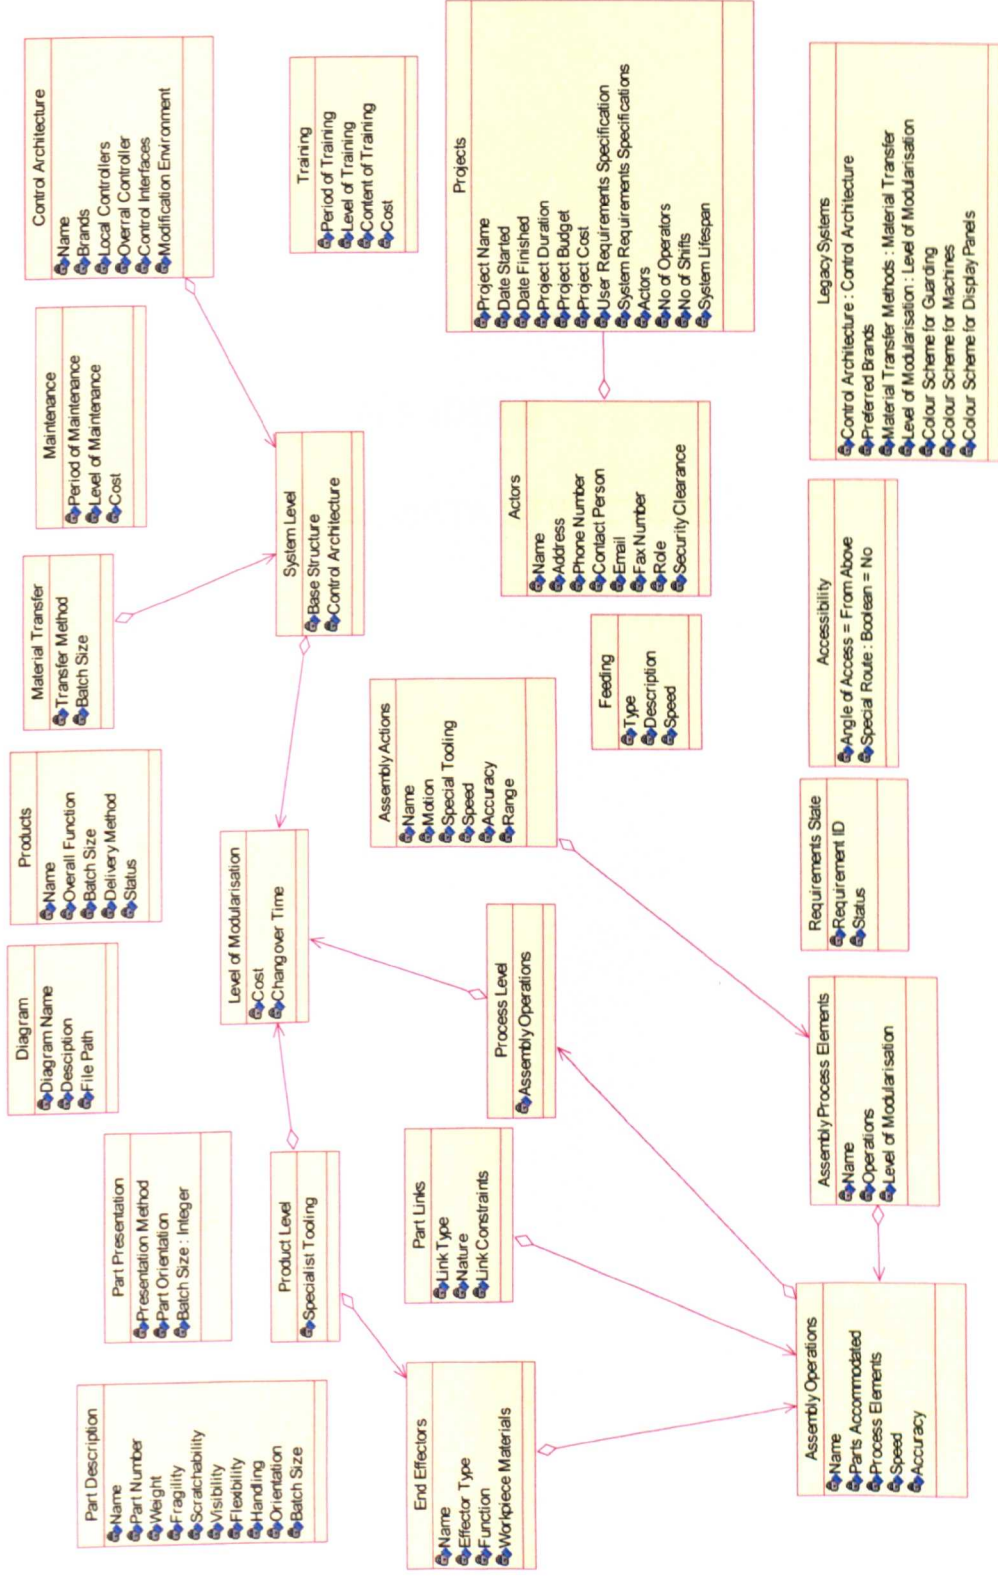 Part Description
Name
Part Number
Weight
Fragility
Scratchability
Visibility
Flexibility
Handling
Orientation
Batch Size
Part Presentation
Presentation Method
Part Orientation
Batch Size : Integer
Diagram
Diagram Name
Desciption
File Path
Products
Name
Overall Function
Batch Size
Delivery Method
Status
Material Transfer
Transfer Method
Batch Size
Maintenance
Period of Maintenance
Level of Maintenance
Cost
Control Architecture
Name
Brands
Local Controllers
Overral Controller
Control Interfaces
Modification Environment
Product Level
Specialist Tooling
Level of Modularisation
Cost
Changover Time
System Level
Base Structure
Control Architecture
Training
Period of Training
Level of Training
Content of Training
Cost
End Effectors
Name
Effector Type
Function
Workpiece Materials
Part Links
Link Type
Nature
Link Constraints
Process Level
Assembly Operations
Assembly Actions
Name
Motion
Special Tooling
Speed
Accuracy
Range
Actors
Name
Address
Phone Number
Contact Person
Email
Fax Number
Role
Security Clearance
Projects
Project Name
Date Started
Date Finished
Project Duration
Project Budget
Project Cost
User Requirements Specification
System Requirements Specifications
Actors
No of Operators
No of Shifts
System Lifespan
Feeding
Type
Description
Speed
Assembly Operations
Name
Parts Accommodated
Process Elements
Speed
Accuracy
Assembly Process Elements
Name
Operations
Level of Modularisation
Requirements State
Requirement ID
Status
Accessibility
Angle of Access = From Above
Special Route : Boolean = No
Legacy Systems
Control Architecture : Control Architecture
Preferred Brands
Material Transfer Methods : Material Transfer
Level of Modularisation : Level of Modularisation
Colour Scheme for Guarding
Colour Scheme for Machines
Colour Scheme for Display Panels